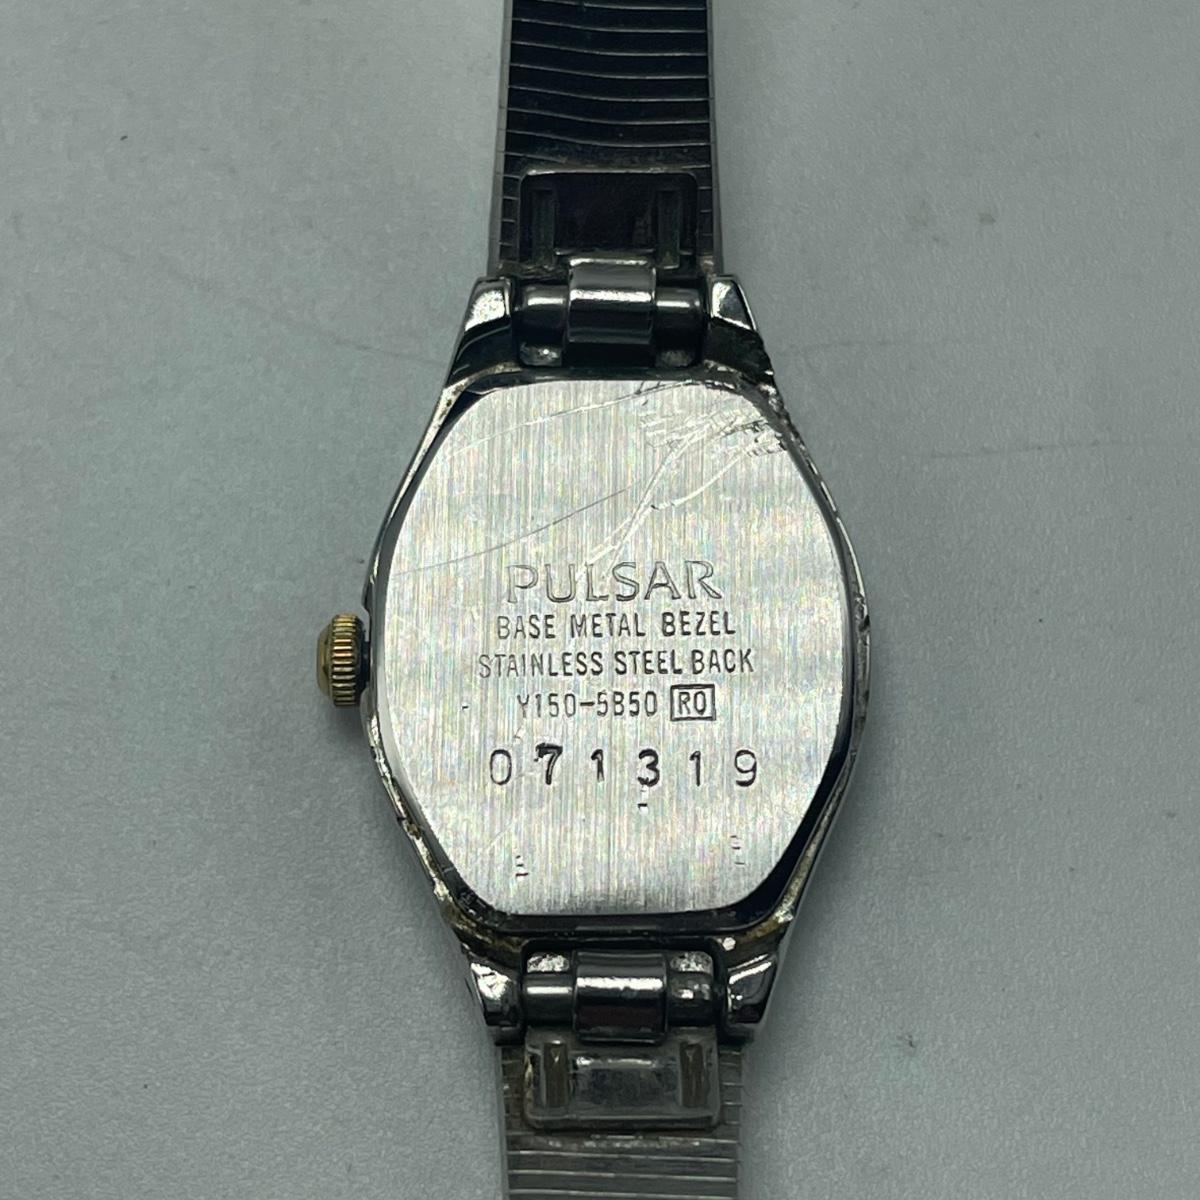 PULSAR
BASE METAL BEZEL
STAINLESS STEEL BACK
Y150-5B50 RO
071319